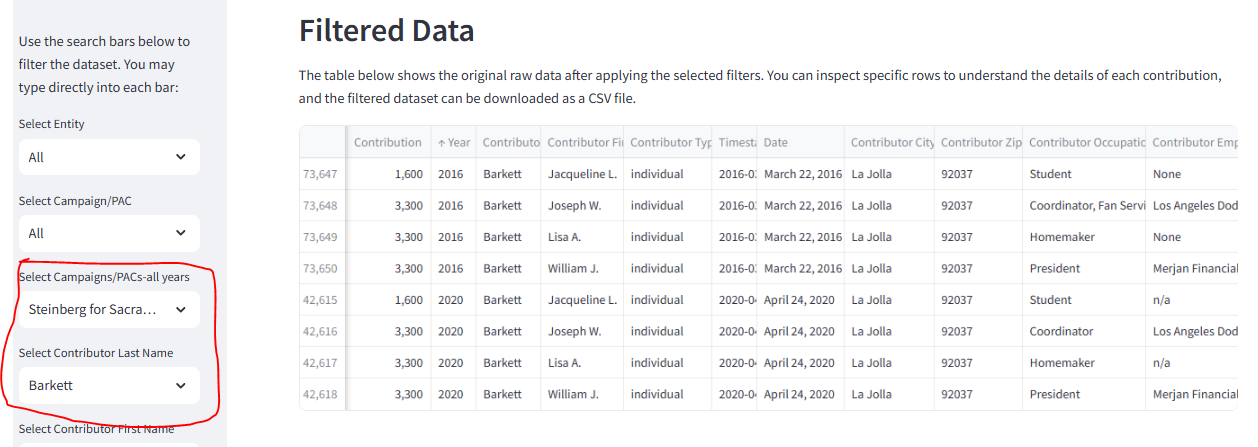 Use the search bars below to
filter the dataset. You may
type directly into each bar:
Select Entity
All
Select Campaign/PAC
All
Select Campaigns/PACs-all years
Steinberg for Sacra...
Select Contributor Last Name
Barkett
Select Contributor First Name
Filtered Data
The table below shows the original raw data after applying the selected filters. You can inspect specific rows to understand the details of each contribution,
and the filtered dataset can be downloaded as a CSV file.
Contribution ↑ Year Contributo Contributor Fi Contributor Typ Timesta Date Contributor City Contributor Zip Contributor Occupatic Contributor Emp
73,647 1,600 2016 Barkett Jacqueline L. individual 2016-03 March 22, 2016 La Jolla 92037 Student None
73,648 3,300 2016 Barkett Joseph W. individual 2016-03 March 22, 2016 La Jolla 92037 Coordinator, Fan Servi Los Angeles Dod
73,649 3,300 2016 Barkett Lisa A. individual 2016-03 March 22, 2016 La Jolla 92037 Homemaker None
73,650 3,300 2016 Barkett William J. individual 2016-03 March 22, 2016 La Jolla 92037 President Merjan Financial
42,615 1,600 2020 Barkett Jacqueline L. individual 2020-04 April 24, 2020 La Jolla 92037 Student n/a
42,616 3,300 2020 Barkett Joseph W. individual 2020-04 April 24, 2020 La Jolla 92037 Coordinator Los Angeles Dod
42,617 3,300 2020 Barkett Lisa A. individual 2020-04 April 24, 2020 La Jolla 92037 Homemaker n/a
42,618 3,300 2020 Barkett William J. individual 2020-04 April 24, 2020 La Jolla 92037 President Merjan Financial